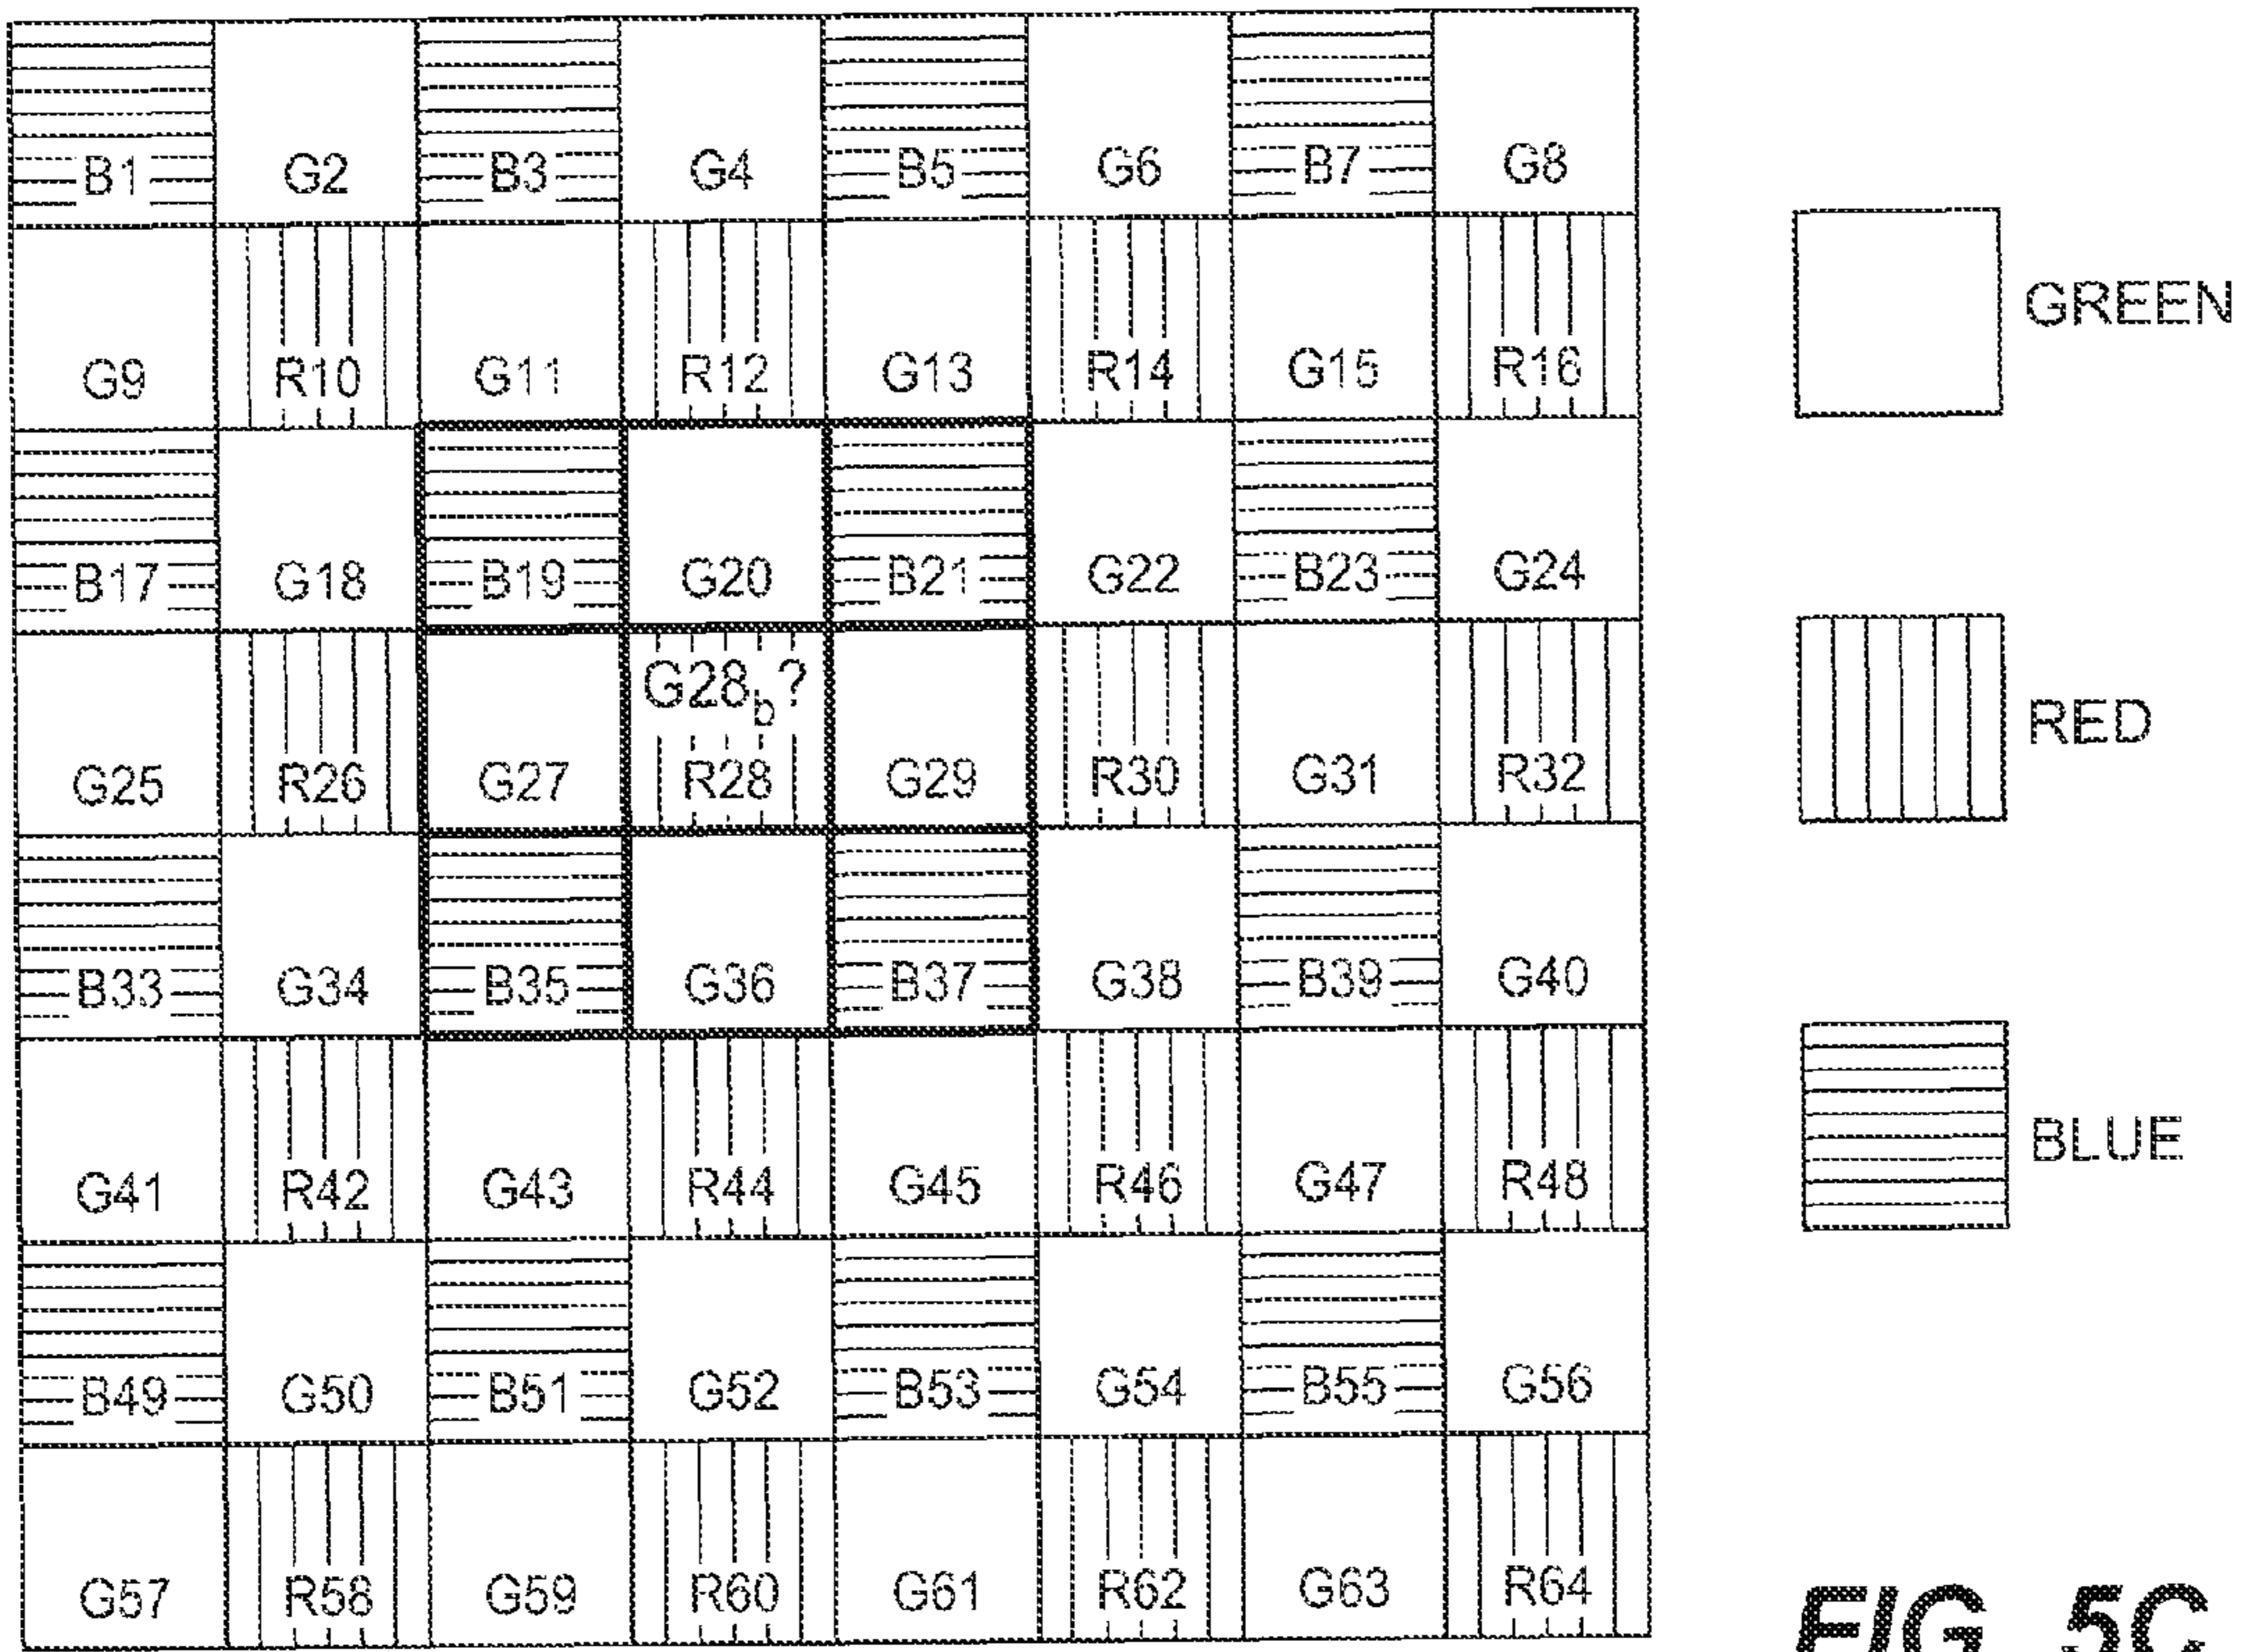 B1 G2 B3 G4 B5 G6 B7 G8
G9 R10 G11 R12 G13 R14 G15 R16
GREEN
B17 G18 B19 G20 B21 G22 B23 G24
G28b?
G25 R26 G27 R28 G29 R30 G31 R32
RED
B33 G34 B35 G36 B37 G38 B39 G40
G41 R42 G43 R44 G45 R46 G47 R48
BLUE
B49 G50 B51 G52 B53 G54 B55 G56
G57 R58 G59 R60 G61 R62 G63 R64
FIG. 5C